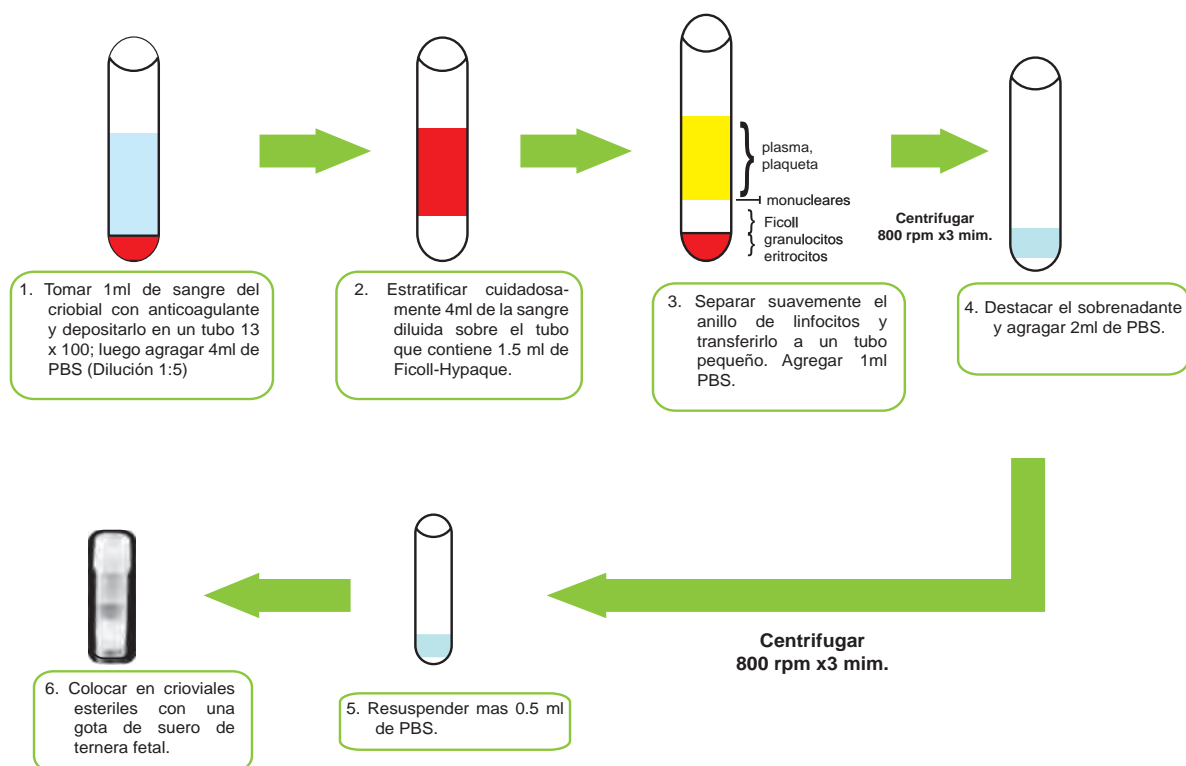 plasma,
plaqueta
monucleares
Ficoll
granulocitos
eritrocitos
Centrifugar
800 rpm x3 mim.
1. Tomar 1ml de sangre del
criobial con anticoagulante
y depositarlo en un tubo 13
x 100; luego agragar 4ml de
PBS (Dilución 1:5)
2. Estratificar cuidadosa-
mente 4ml de la sangre
diluida sobre el tubo
que contiene 1.5 ml de
Ficoll-Hypaque.
3. Separar suavemente el
anillo de linfocitos y
transferirlo a un tubo
pequeño. Agregar 1ml
PBS.
4. Destacar el sobrenadante
y agragar 2ml de PBS.
Centrifugar
800 rpm x3 mim.
5. Resuspender mas 0.5 ml
de PBS.
6. Colocar en crioviales
esteriles con una
gota de suero de
ternera fetal.